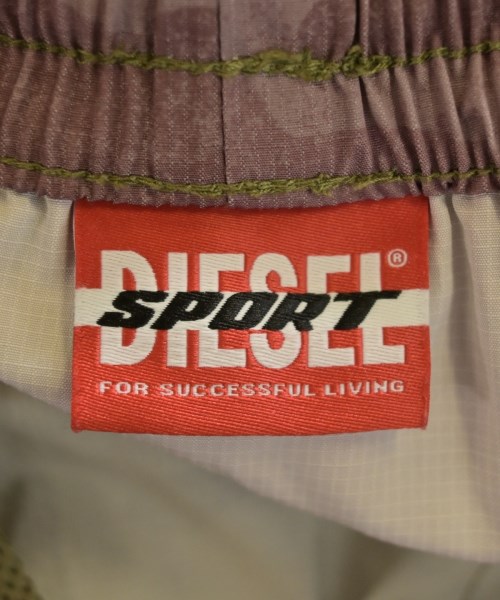 DIESEL®
SPORT
FOR SUCCESSFUL LIVING